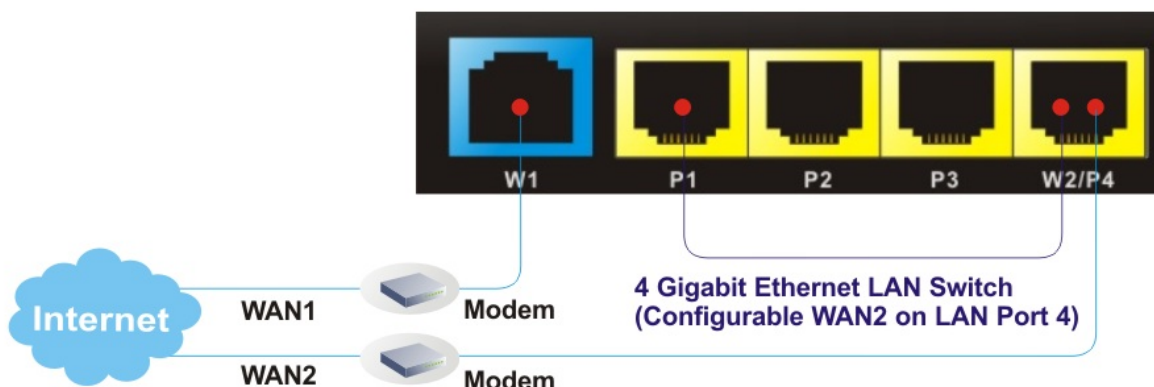 W1 P1 P2 P3 W2/P4
4 Gigabit Ethernet LAN Switch
(Configurable WAN2 on LAN Port 4)
Internet
WAN1
Modem
WAN2
Modem